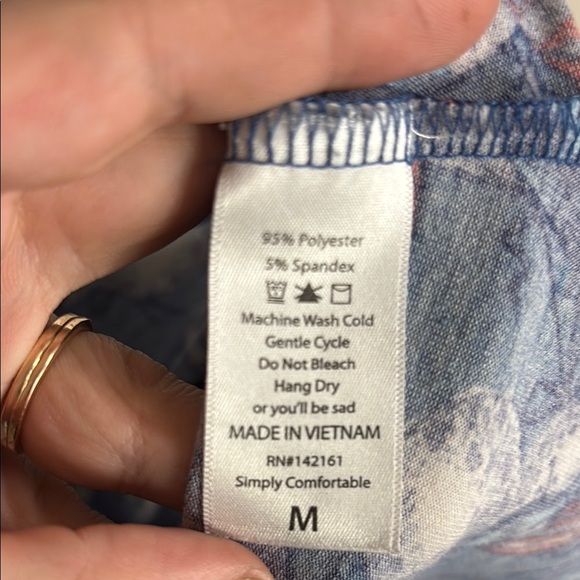 95% Polyester
5% Spandex
Machine Wash Cold
Gentle Cycle
Do Not Bleach
Hang Dry
or you'll be sad
MADE IN VIETNAM
RN#142161
Simply Comfortable
M